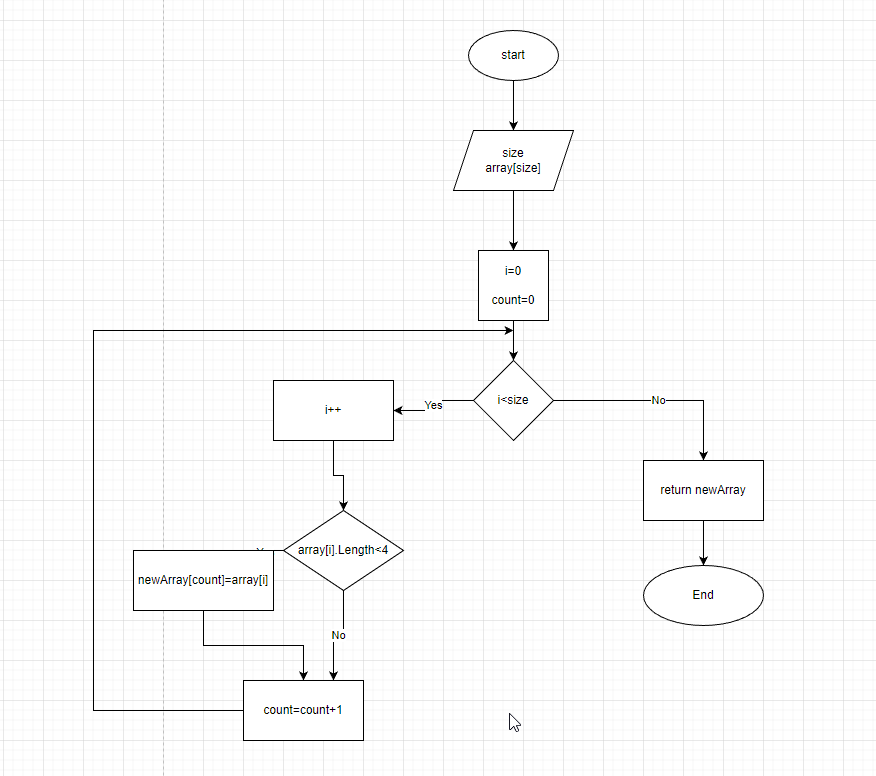 start
size
array[size]
i=0
count=0
i<size
Yes
No
i++
return newArray
array[i].Length<4
newArray[count]=array[i]
End
No
count=count+1